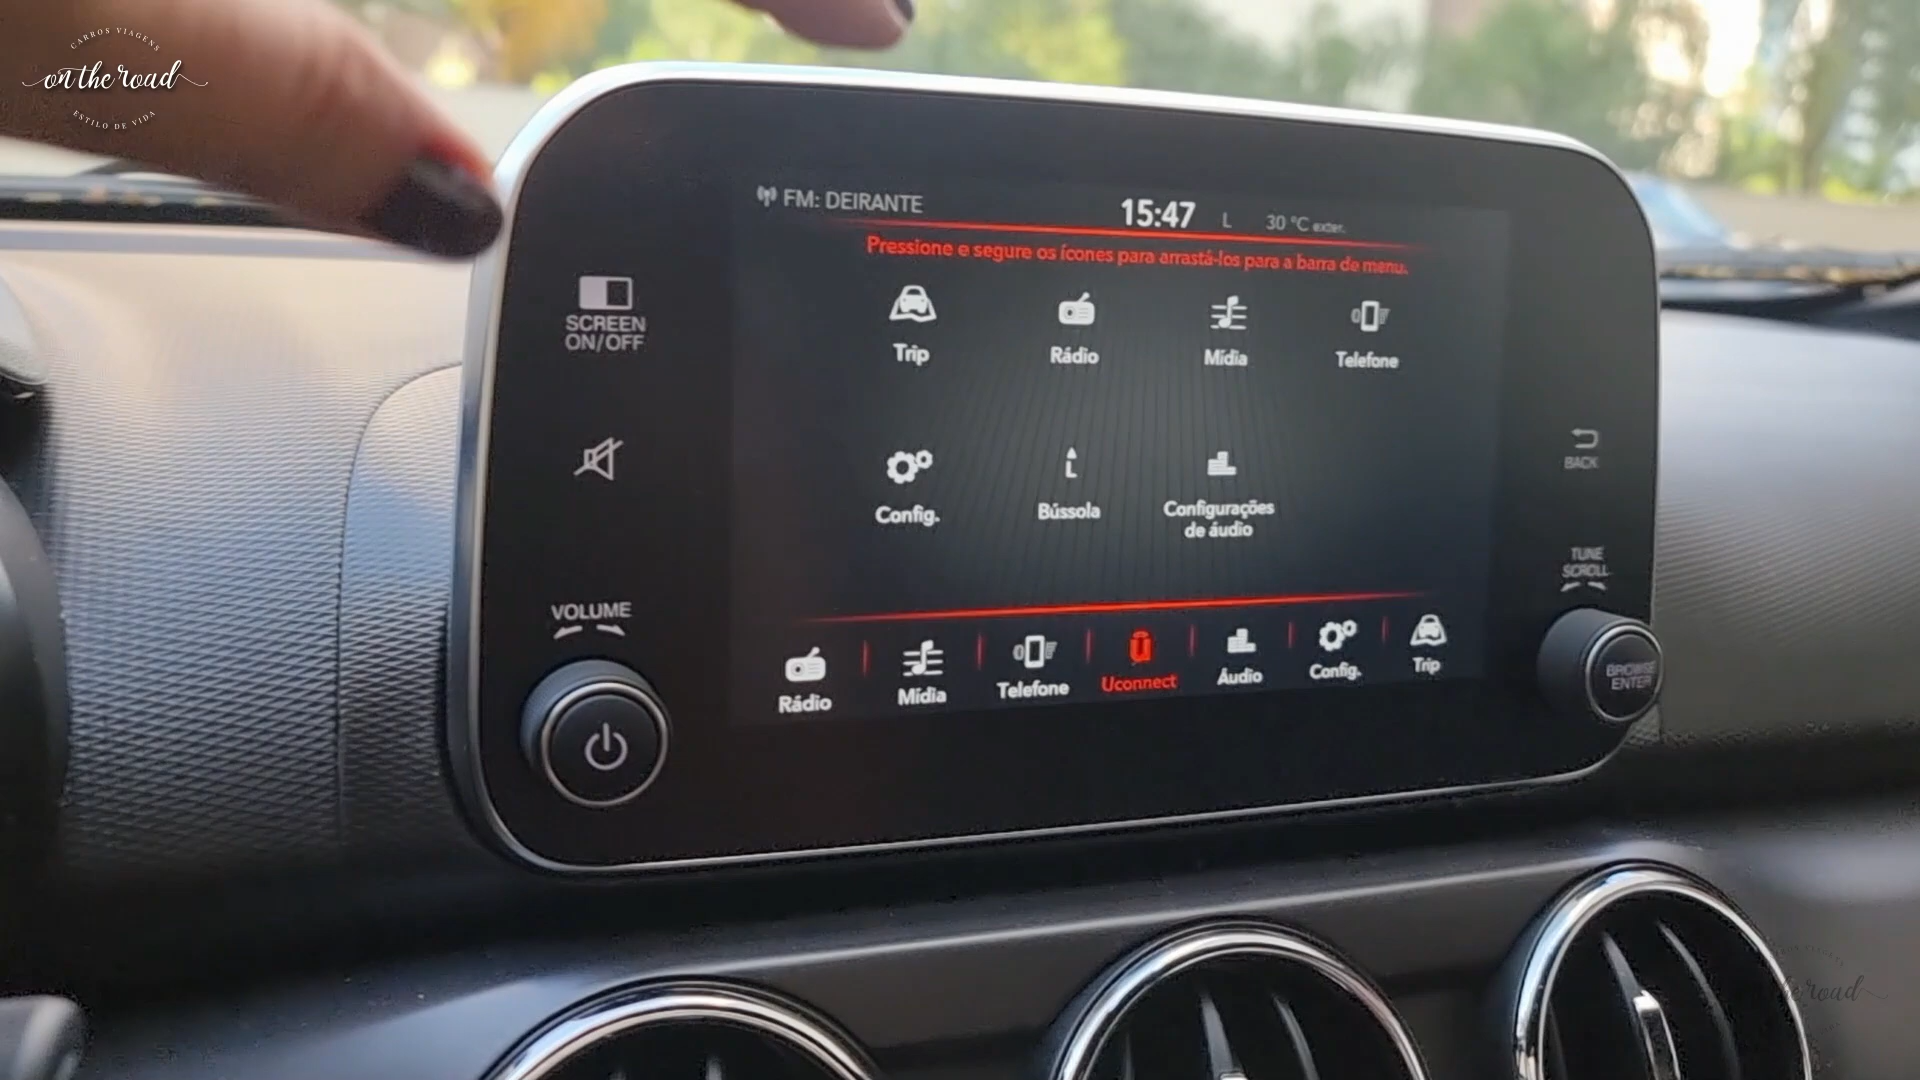 CARROS VIAGENS
on the road
ESTILO DE VIDA
FM: DEIRANTE
15:47
L
30 °C exter.
Pressione e segure os ícones para arrastá-los para a barra de menu.
SCREEN
ON/OFF
Trip
Rádio
Mídia
Telefone
BACK
Config.
Bússola
L
Configurações
de áudio
TUNE
SCROLL
VOLUME
Rádio
Mídia
Telefone
Uconnect
Áudio
Config.
Trip
BROWSE
ENTER
the road